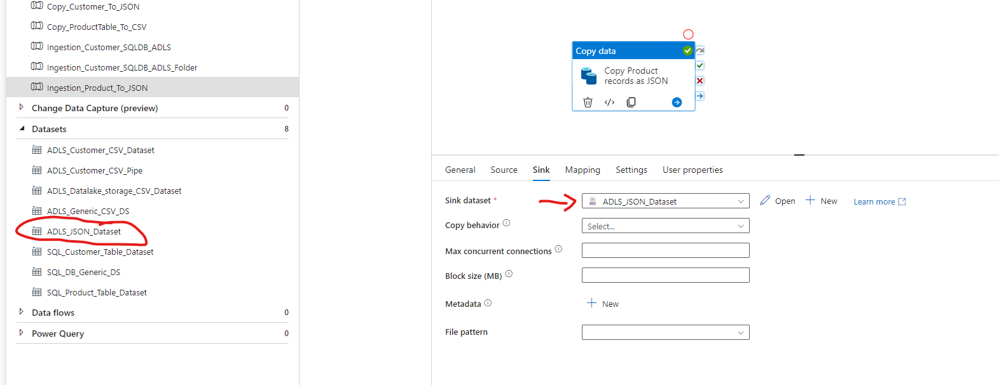 Copy_Customer_To_JSON
Copy_ProductTable_To_CSV
Ingestion_Customer_SQLDB_ADLS
Ingestion_Customer_SQLDB_ADLS_Folder
Ingestion_Product_To_JSON
Change Data Capture (preview) 0
Datasets 8
ADLS_Customer_CSV_Dataset
ADLS_Customer_CSV_Pipe
ADLS_Datalake_storage_CSV_Dataset
ADLS_Generic_CSV_DS
ADLS_JSON_Dataset
SQL_Customer_Table_Dataset
SQL_DB_Generic_DS
SQL_Product_Table_Dataset
Data flows 0
Power Query 0
Copy data
Copy Product
records as JSON
General Source Sink Mapping Settings User properties
Sink dataset * ADLS_JSON_Dataset Open New Learn more
Copy behavior Select...
Max concurrent connections
Block size (MB)
Metadata New
File pattern